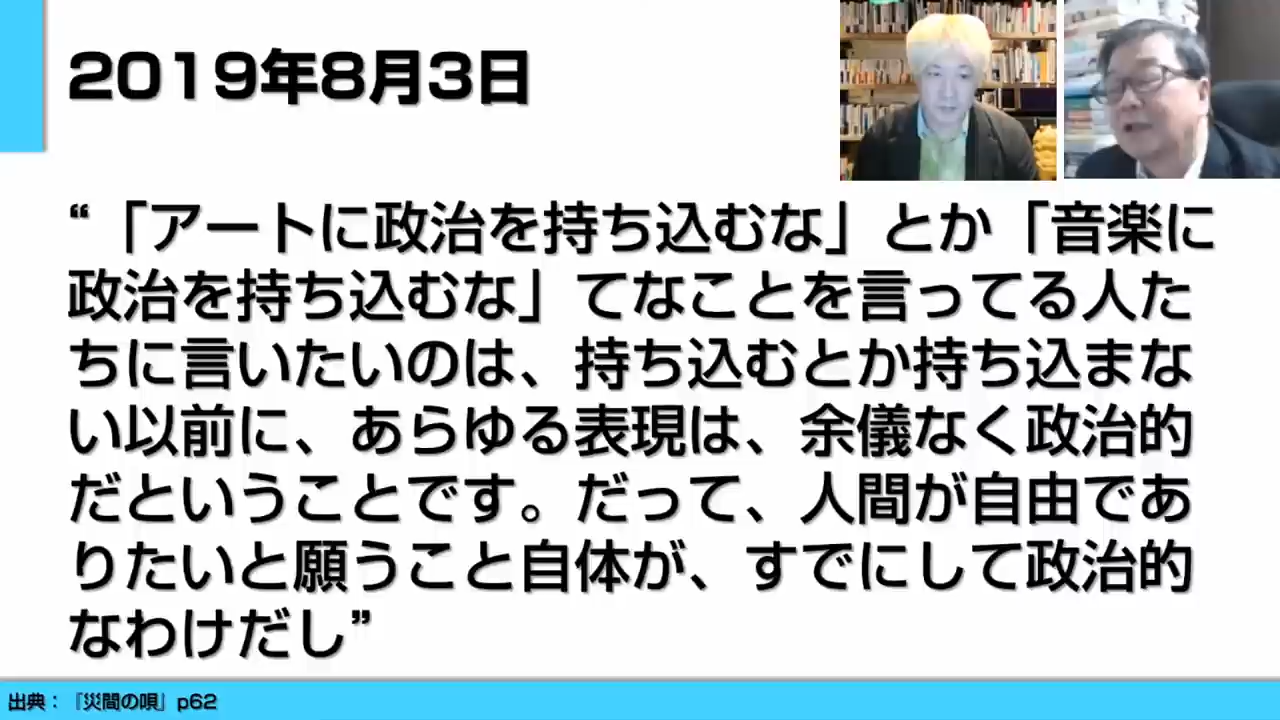 2019年8月3日
“「アートに政治を持ち込むな」とか「音楽に
政治を持ち込むな」てなことを言ってる人た
ちに言いたいのは、持ち込むとか持ち込まな
い以前に、あらゆる表現は、余儀なく政治的
だということです。だって、人間が自由であ
りたいと願うこと自体が、すでにして政治的
なわけだし”
出典：『災間の唄』p62